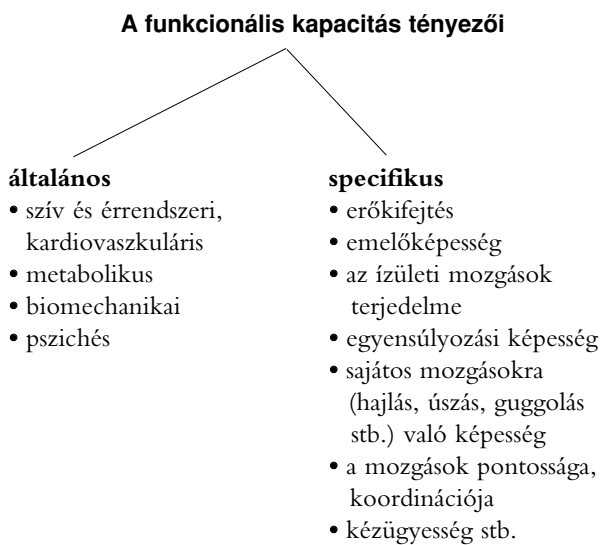 A funkcionális kapacitás tényezői
általános
• szív és érrendszeri,
kardiovaszkuláris
• metabolikus
• biomechanikai
• pszichés
specifikus
• erőkifejtés
• emelőképesség
• az ízületi mozgások
terjedelme
• egyensúlyozási képesség
• sajátos mozgásokra
(hajlás, úszás, guggolás
stb.) való képesség
• a mozgások pontossága,
koordinációja
• kézügyesség stb.